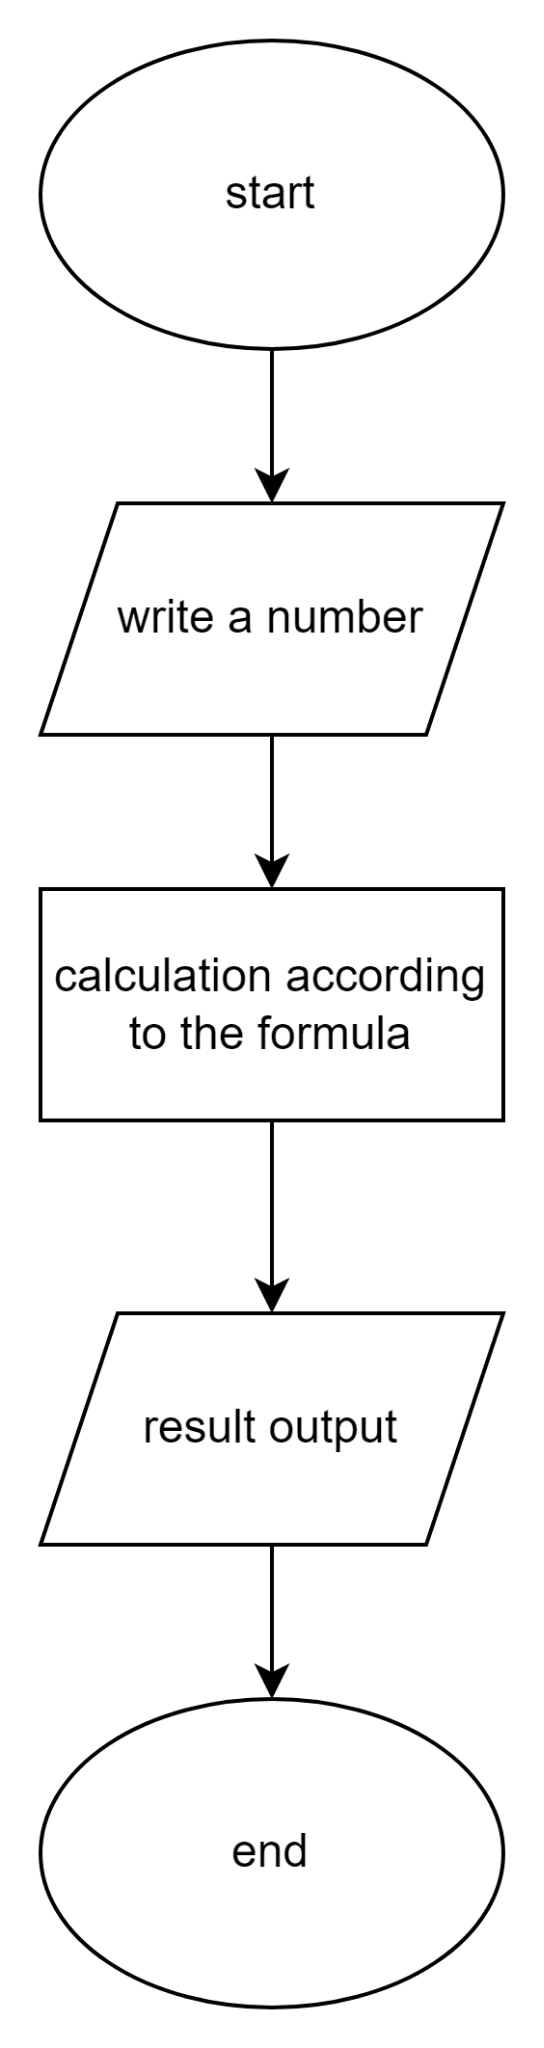 start
write a number
calculation according
to the formula
result output
end